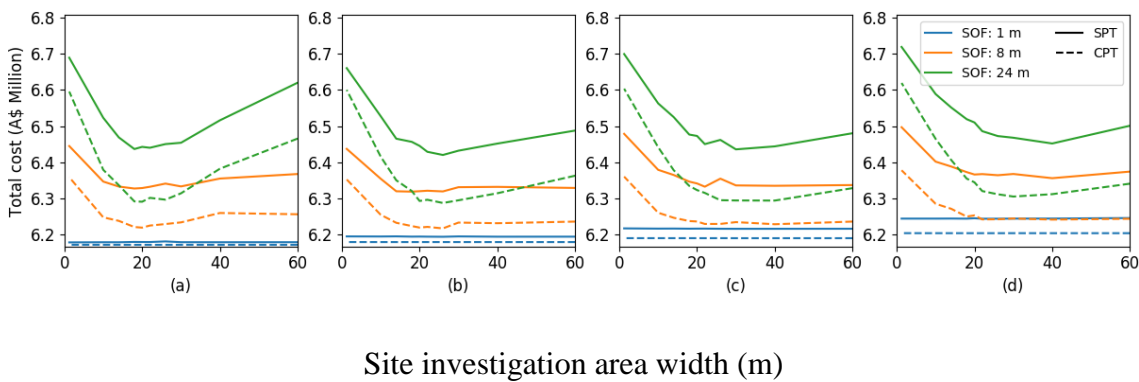 Total cost (A$ Million)
6.8
6.7
6.6
6.5
6.4
6.3
6.2
0 20 40 60
(a)
6.8
6.7
6.6
6.5
6.4
6.3
6.2
0 20 40 60
(b)
6.8
6.7
6.6
6.5
6.4
6.3
6.2
0 20 40 60
(c)
6.8
6.7
6.6
6.5
6.4
6.3
6.2
SOF: 1 m SPT
SOF: 8 m CPT
SOF: 24 m
0 20 40 60
(d)
Site investigation area width (m)